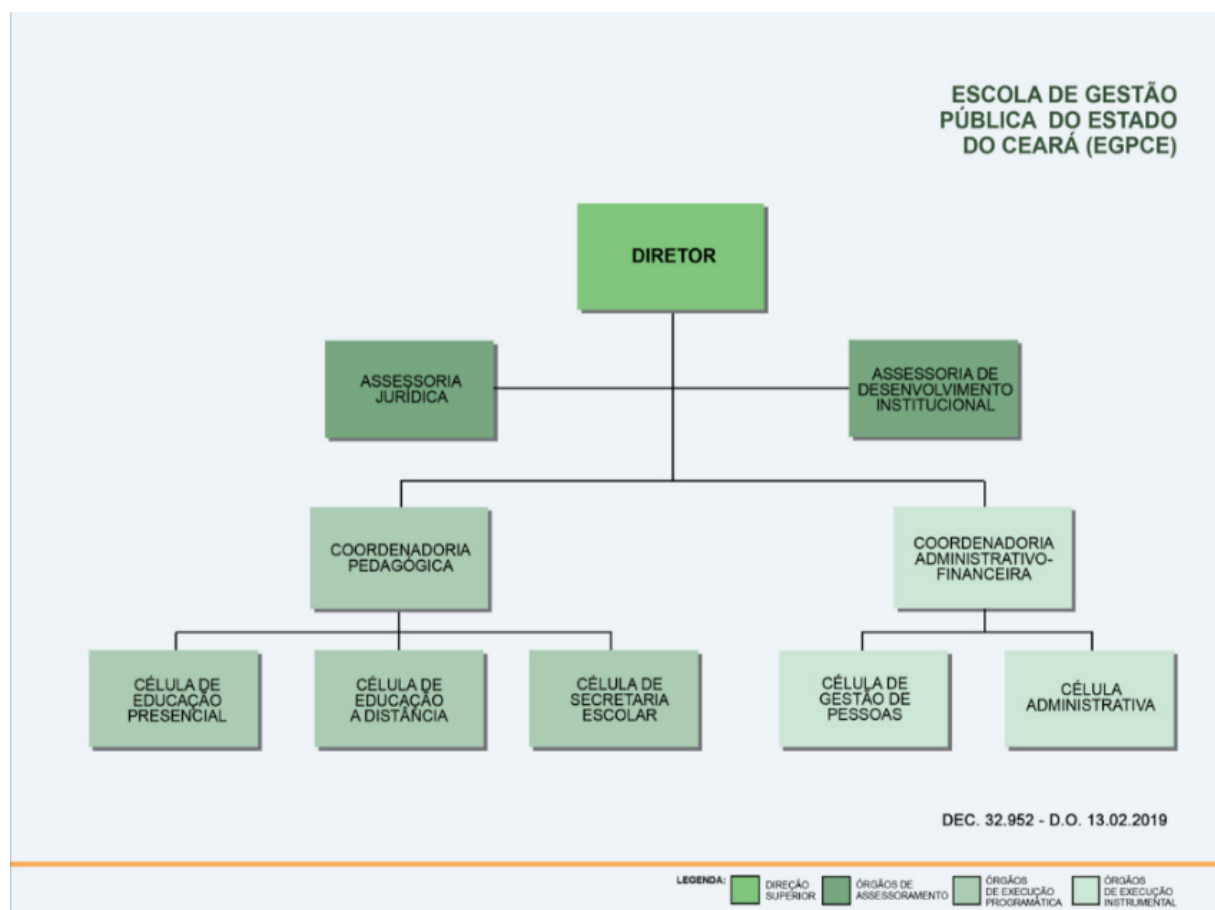 ESCOLA DE GESTÃO
PÚBLICA DO ESTADO
DO CEARÁ (EGPCE)
DIRETOR
ASSESSORIA
JURÍDICA
ASSESSORIA DE
DESENVOLVIMENTO
INSTITUCIONAL
COORDENADORIA
PEDAGÓGICA
COORDENADORIA
ADMINISTRATIVO-
FINANCEIRA
CÉLULA DE
EDUCAÇÃO
PRESENCIAL
CÉLULA DE
EDUCAÇÃO
A DISTÂNCIA
CÉLULA DE
SECRETARIA
ESCOLAR
CÉLULA DE
GESTÃO DE
PESSOAS
CÉLULA
ADMINISTRATIVA
DEC. 32.952 - D.O. 13.02.2019
LEGENDA:
DIREÇÃO
SUPERIOR
ÓRGÃOS DE
ASSESSORAMENTO
ÓRGÃOS
DE EXECUÇÃO
PROGRAMÁTICA
ÓRGÃOS
DE EXECUÇÃO
INSTRUMENTAL